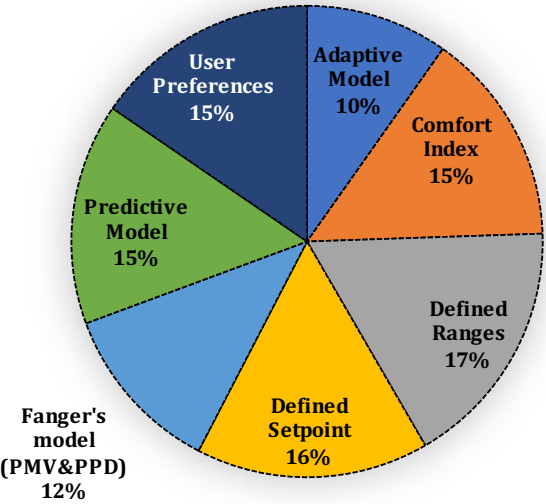 User
Preferences
15%
Adaptive
Model
10%
Comfort
Index
15%
Defined
Ranges
17%
Defined
Setpoint
16%
Fanger's
model
(PMV&PPD)
12%
Predictive
Model
15%